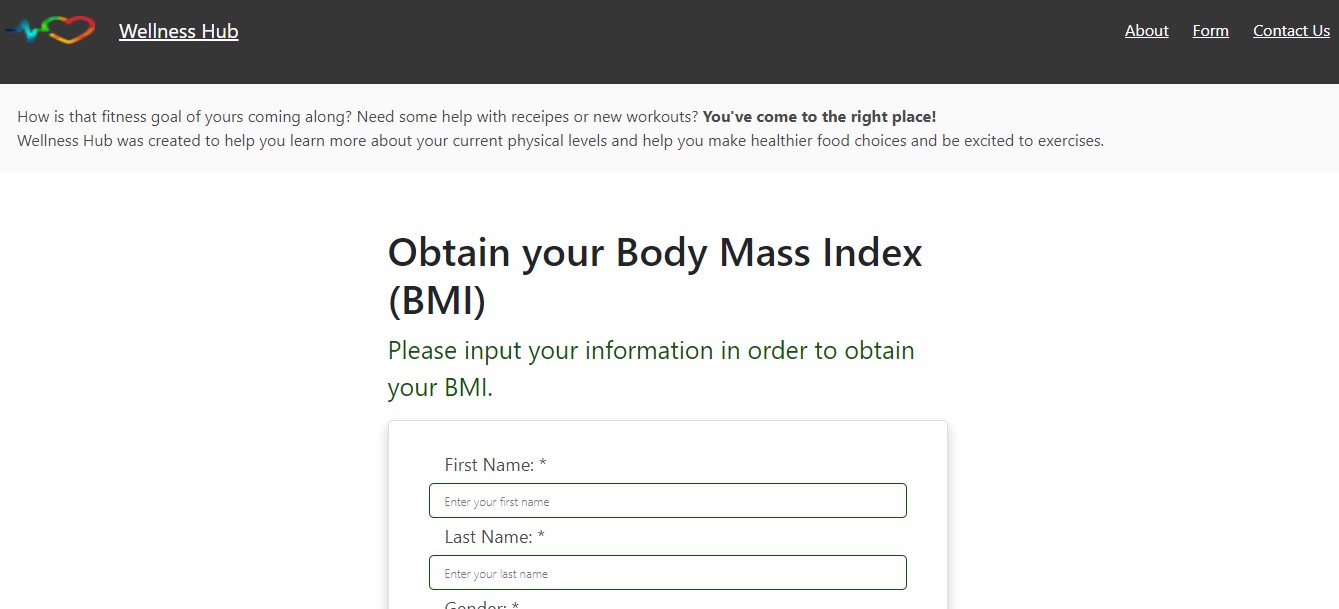 Wellness Hub
About Form Contact Us
How is that fitness goal of yours coming along? Need some help with receipes or new workouts? You've come to the right place!
Wellness Hub was created to help you learn more about your current physical levels and help you make healthier food choices and be excited to exercises.
Obtain your Body Mass Index
(BMI)
Please input your information in order to obtain
your BMI.
First Name: *
Enter your first name
Last Name: *
Enter your last name
Gender: *